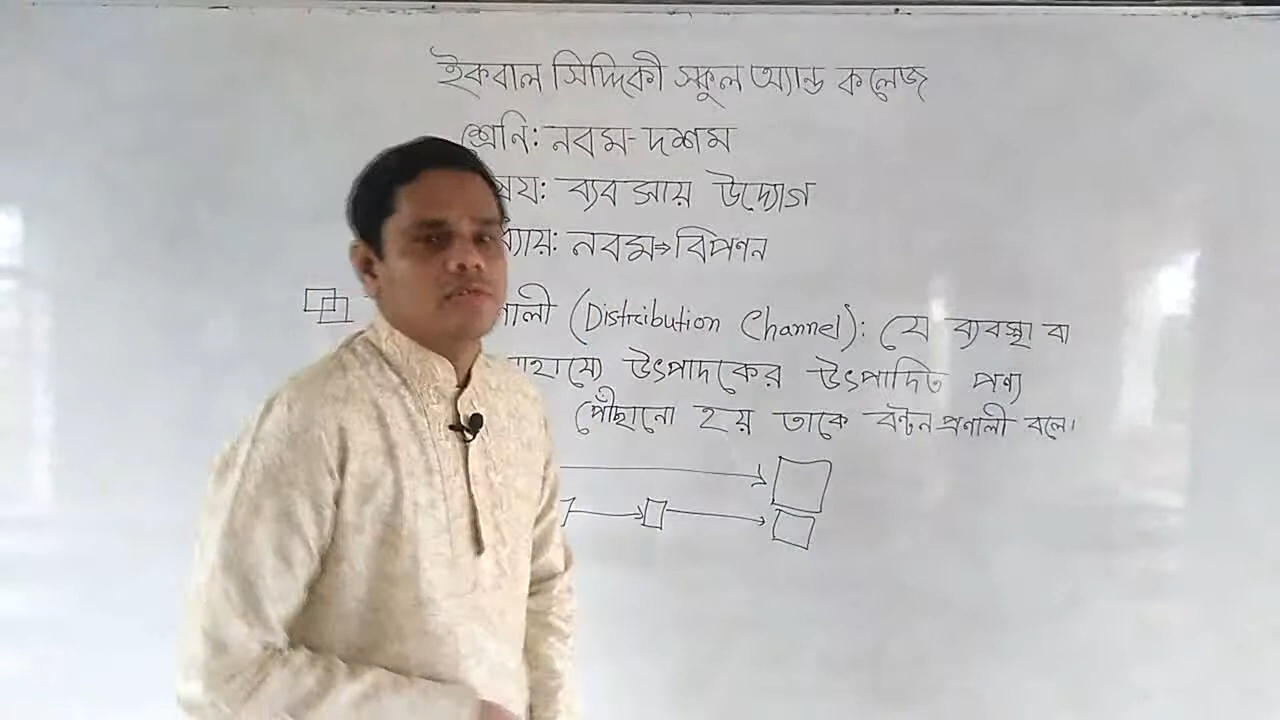 ইকবাল সিদ্দিকী স্কুল অ্যান্ড কলেজ
শ্রেনি: নবম-দশম
ষয়: ব্যবসায় উদ্যোগ
্যায়: নবম⇒বিপণন
ণালী (Distribution Channel): যে ব্যবস্থা বা
াহায্যে উৎপাদকের উৎপাদিত পণ্য
পৌঁছানো হয় তাকে বণ্টন প্রণালী বলে।